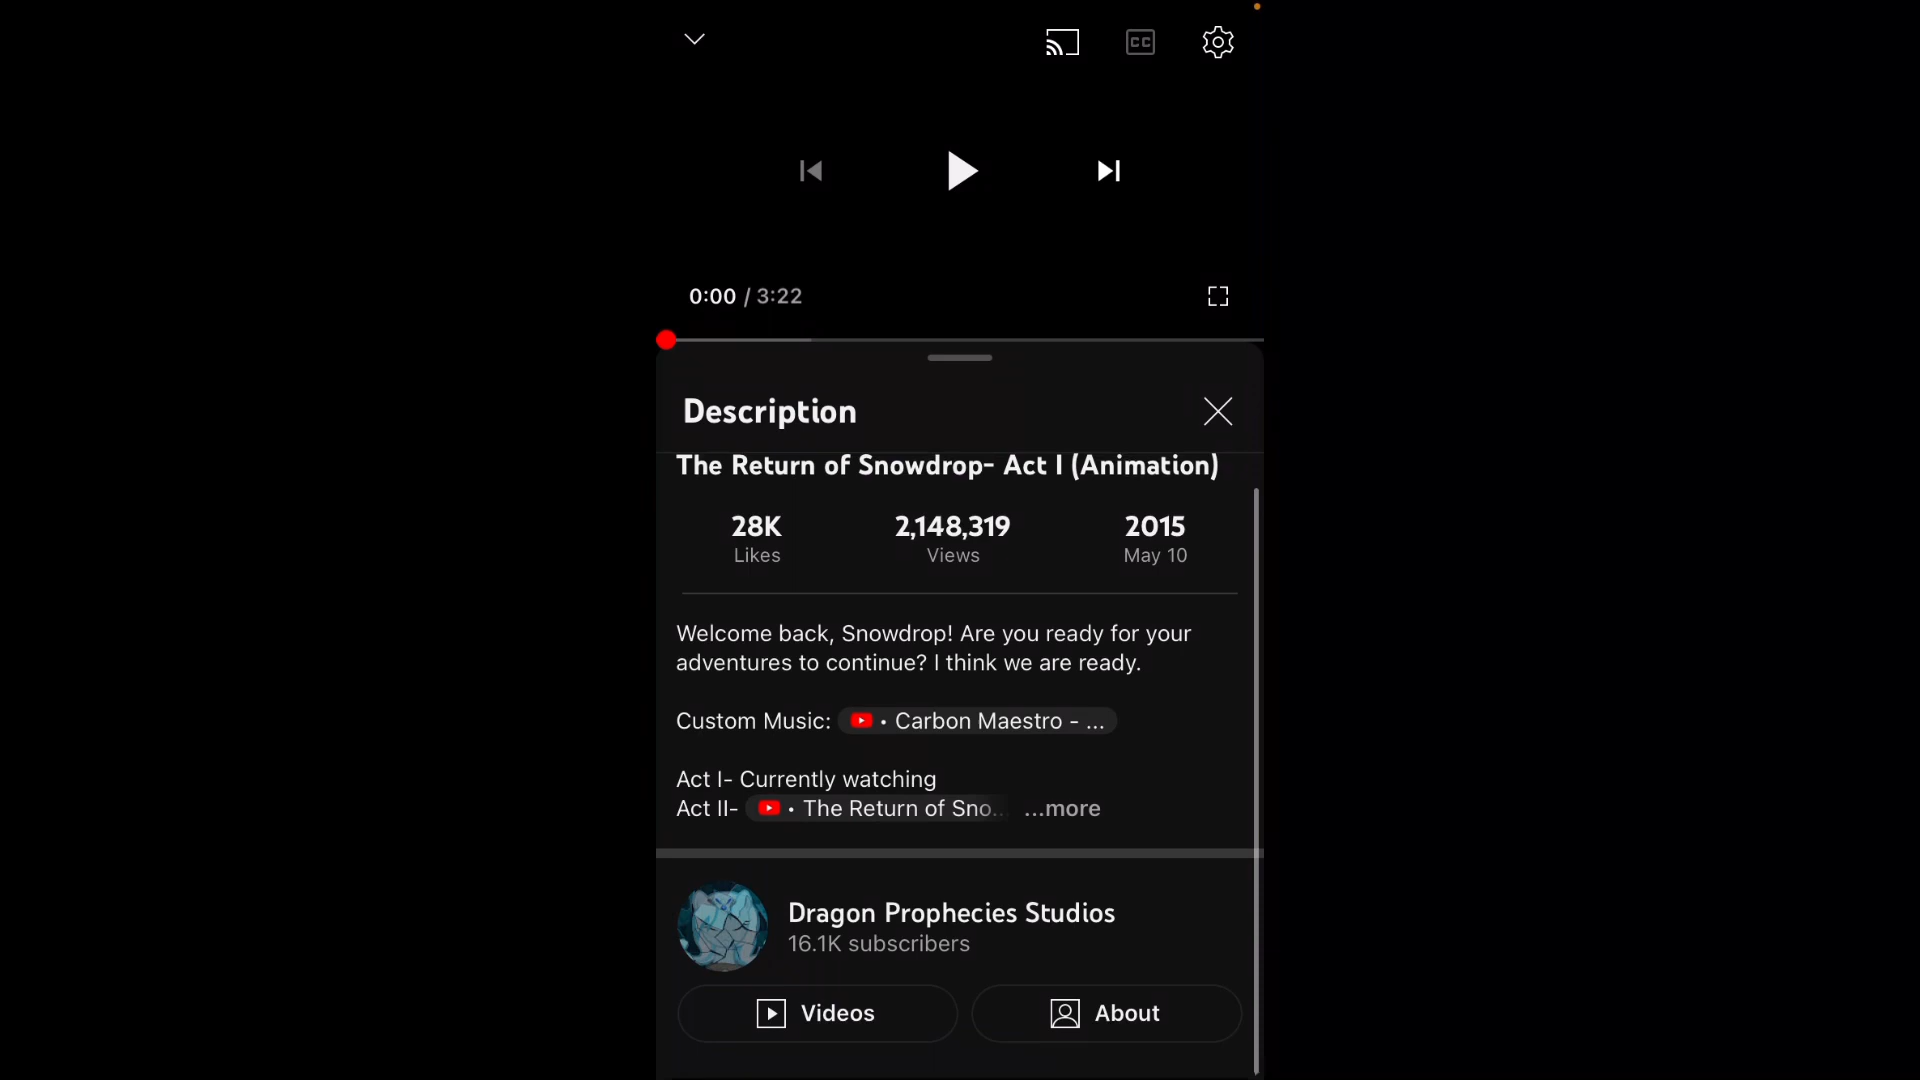 CC
0:00 / 3:22
Description
The Return of Snowdrop- Act I (Animation)
28K 2,148,319 2015
Likes Views May 10
Welcome back, Snowdrop! Are you ready for your
adventures to continue? I think we are ready.
Custom Music: • Carbon Maestro - ...
Act I- Currently watching
Act II- • The Return of Sno... ...more
Dragon Prophecies Studios
16.1K subscribers
Videos About